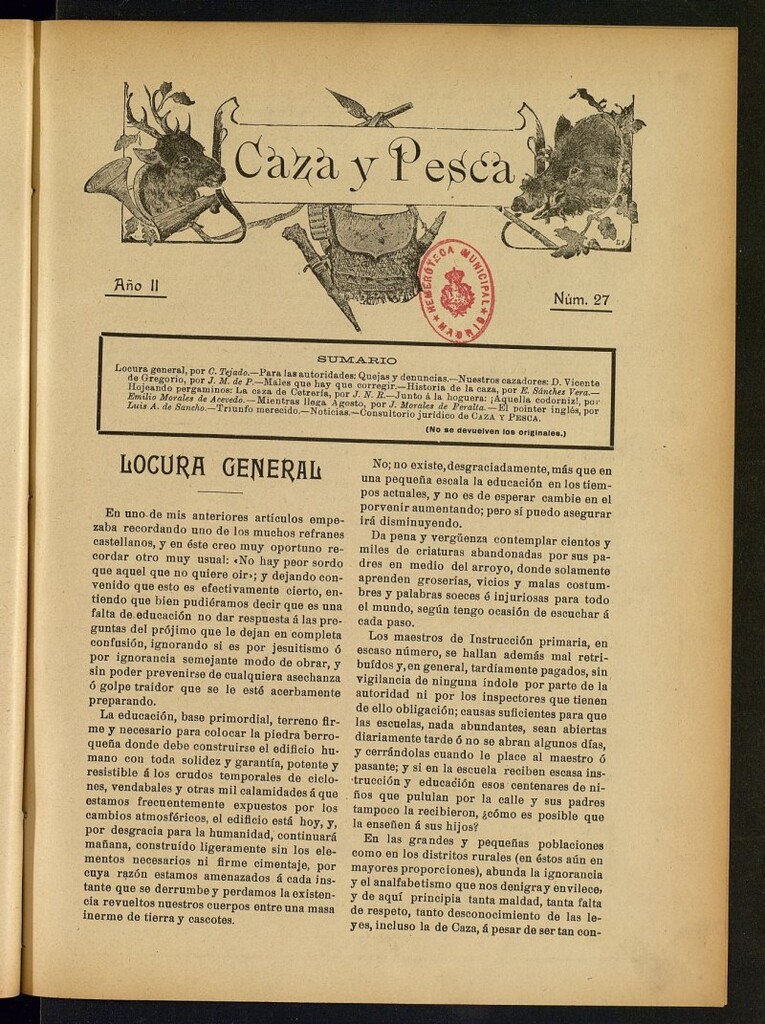 Caza y Pesca
HEMEROTECA MUNICIPAL
MADRID
Año II
Núm. 27
SUMARIO
Locura general, por C. Tejado.—Para las autoridades: Quejas y denuncias.—Nuestros cazadores: D. Vicente
de Gregorio, por J. M. de P.—Males que hay que corregir.—Historia de la caza, por E. Sánthes Vera.—
Hojeando pergaminos: La caza de Cetrería, por J. N. R.—Junto á la hoguera: ¡Aquella codorniz!, por
Emilio Morales de Acevedo.—Mientras llega Agosto, por J. Morales de Peralta.—El pointer inglés, por
Luis A. de Sancho.—Triunfo merecido.—Noticias.—Consultorio jurídico de CAZA Y PESCA.
(No se devuelven los originales.)
LOCURA GENERAL
En uno de mis anteriores artículos empe-
zaba recordando uno de los muchos refranes
castellanos, y en éste creo muy oportuno re-
cordar otro muy usual: «No hay peor sordo
que aquel que no quiere oir»; y dejando con-
venido que esto es efectivamente cierto, en-
tiendo que bien pudiéramos decir que es una
falta de educación no dar respuesta á las pre-
guntas del prójimo que le dejan en completa
confusión, ignorando si es por jesuitismo ó
por ignorancia semejante modo de obrar, y
sin poder prevenirse de cualquiera asechanza
ó golpe traidor que se le esté acerbamente
preparando.
La educación, base primordial, terreno fir-
me y necesario para colocar la piedra berro-
queña donde debe construirse el edificio hu-
mano con toda solidez y garantía, potente y
resistible á los crudos temporales de ciclo-
nes, vendabales y otras mil calamidades á que
estamos frecuentemente expuestos por los
cambios atmosféricos, el edificio está hoy, y,
por desgracia para la humanidad, continuará
mañana, construído ligeramente sin los ele-
mentos necesarios ni firme cimentaje, por
cuya razón estamos amenazados á cada ins-
tante que se derrumbe y perdamos la existen-
cia revueltos nuestros cuerpos entre una masa
inerme de tierra y cascotes.
No; no existe, desgraciadamente, más que en
una pequeña escala la educación en los tiem-
pos actuales, y no es de esperar cambie en el
porvenir aumentando; pero sí puedo asegurar
irá disminuyendo.
Da pena y vergüenza contemplar cientos y
miles de criaturas abandonadas por sus pa-
dres en medio del arroyo, donde solamente
aprenden groserías, vicios y malas costum-
bres y palabras soeces é injuriosas para todo
el mundo, según tengo ocasión de escuchar á
cada paso.
Los maestros de Instrucción primaria, en
escaso número, se hallan además mal retri-
buídos y, en general, tardíamente pagados, sin
vigilancia de ninguna índole por parte de la
autoridad ni por los inspectores que tienen
de ello obligación; causas suficientes para que
las escuelas, nada abundantes, sean abiertas
diariamente tarde ó no se abran algunos días,
y cerrándolas cuando le place al maestro ó
pasante; y si en la escuela reciben escasa ins-
trucción y educación esos centenares de ni-
ños que pululan por la calle y sus padres
tampoco la recibieron, ¿cómo es posible que
la enseñen á sus hijos?
En las grandes y pequeñas poblaciones
como en los distritos rurales (en éstos aún en
mayores proporciones), abunda la ignorancia
y el analfabetismo que nos denigra y envilece,
y de aquí principia tanta maldad, tanta falta
de respeto, tanto desconocimiento de las le-
yes, incluso la de Caza, á pesar de ser tan con-